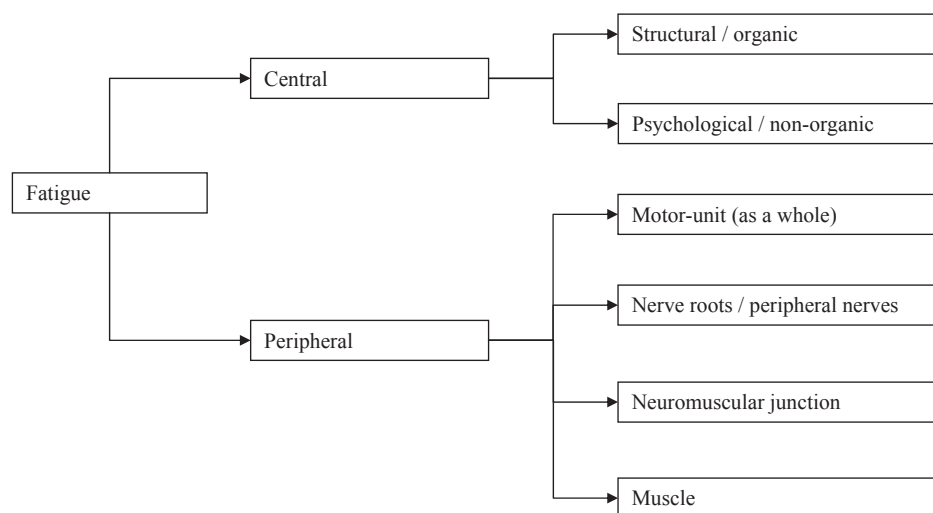 Structural / organic
Central
Psychological / non-organic
Fatigue
Motor-unit (as a whole)
Nerve roots / peripheral nerves
Peripheral
Neuromuscular junction
Muscle